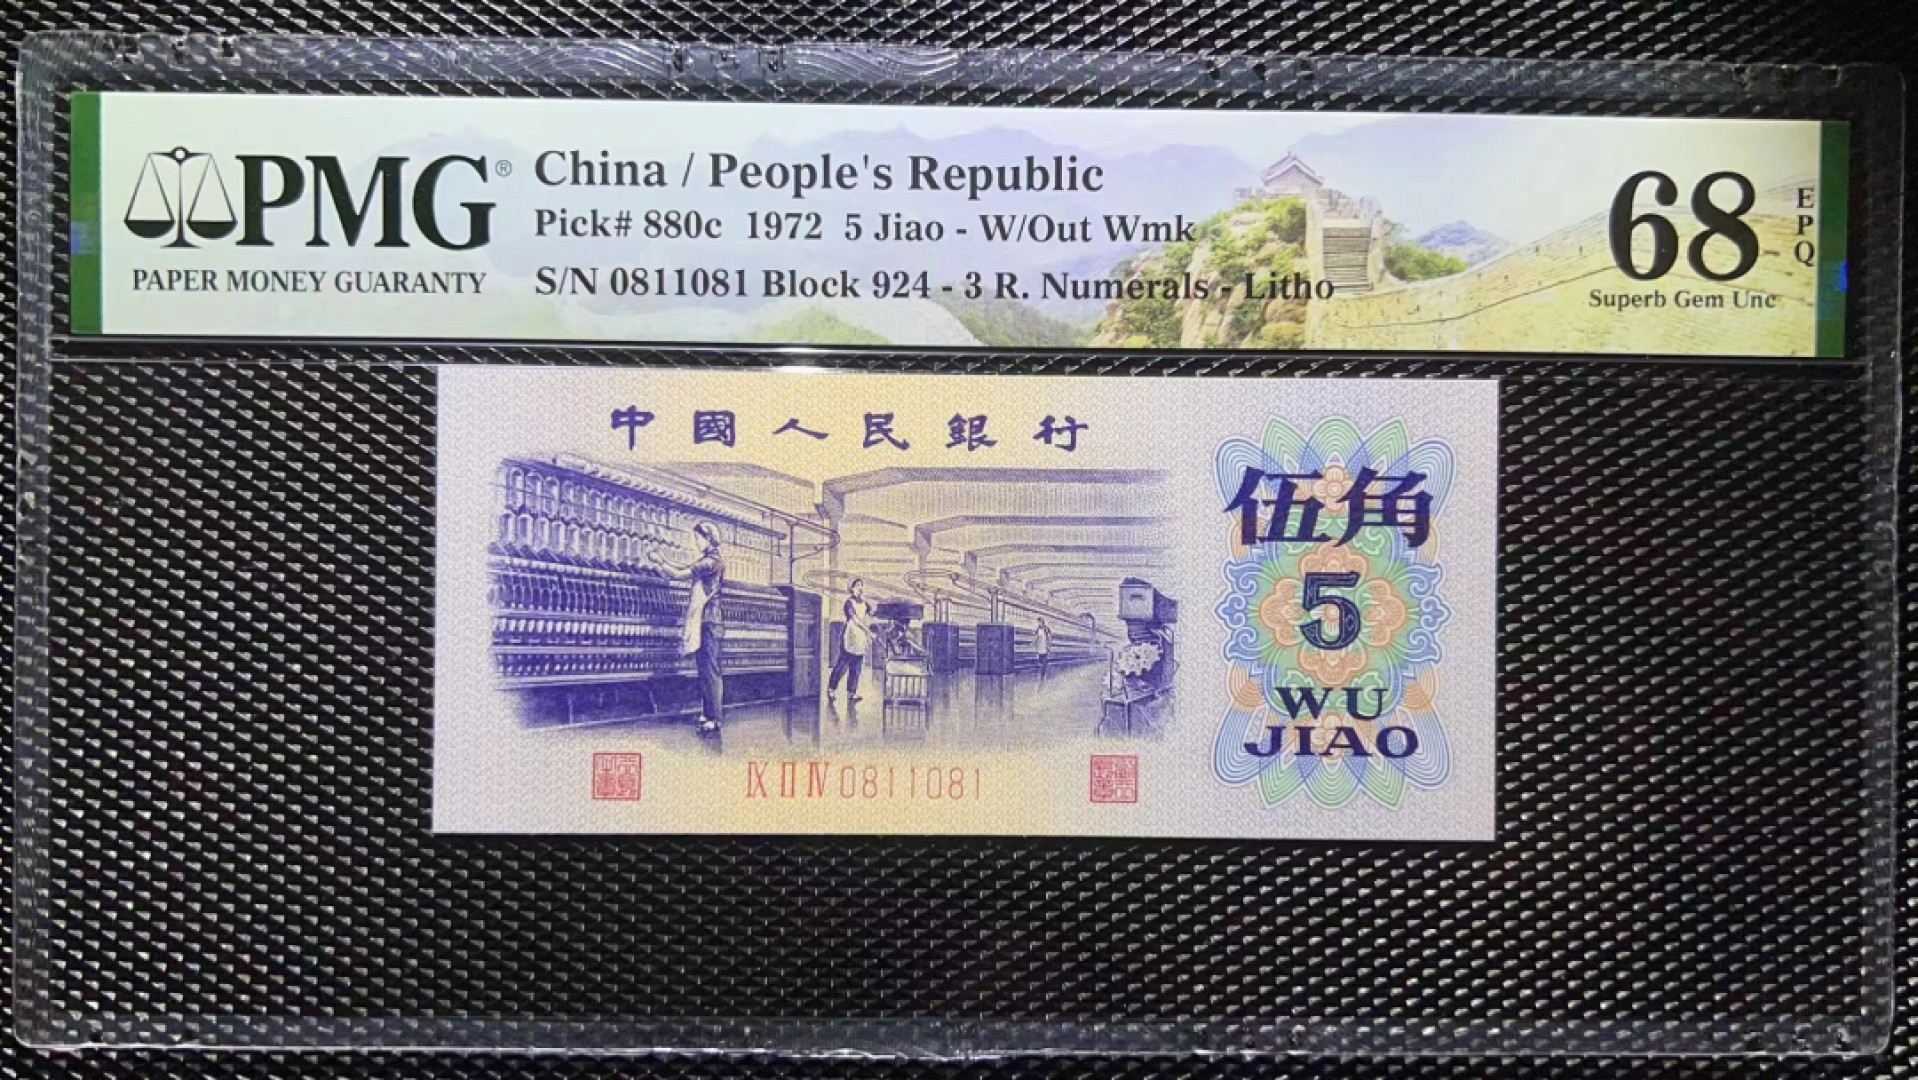 PMG®
PAPER MONEY GUARANTY
China / People's Republic
Pick# 880c 1972 5 Jiao - W/Out Wmk
S/N 0811081 Block 924 - 3 R. Numerals - Litho
68
EPQ
Superb Gem Unc
中國人民銀行
伍角
5
WU
JIAO
IX II IV 0811081